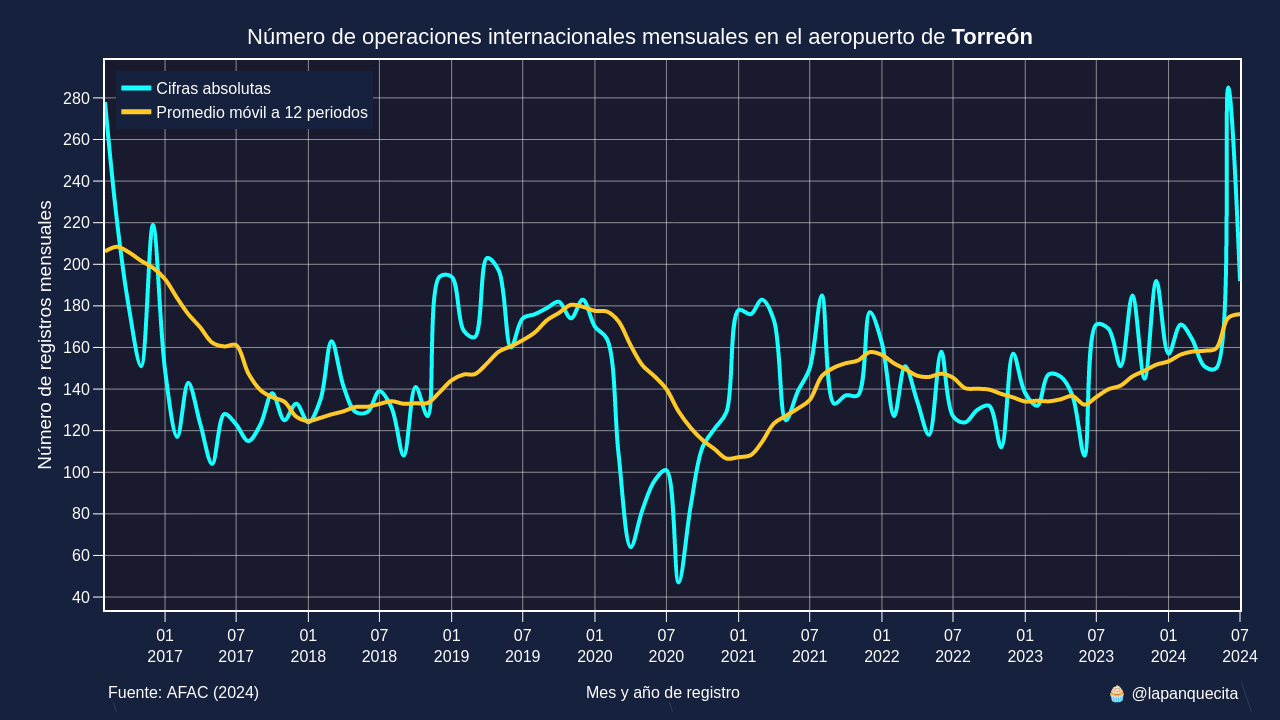 Número de operaciones internacionales mensuales en el aeropuerto de Torreón
Cifras absolutas
Promedio móvil a 12 periodos
Número de registros mensuales
280
260
240
220
200
180
160
140
120
100
80
60
40
01 07 01 07 01 07 01 07 01 07 01 07 01 07 01 07
2017 2017 2018 2018 2019 2019 2020 2020 2021 2021 2022 2022 2023 2023 2024 2024
Fuente: AFAC (2024)
Mes y año de registro
🧁 @lapanquecita